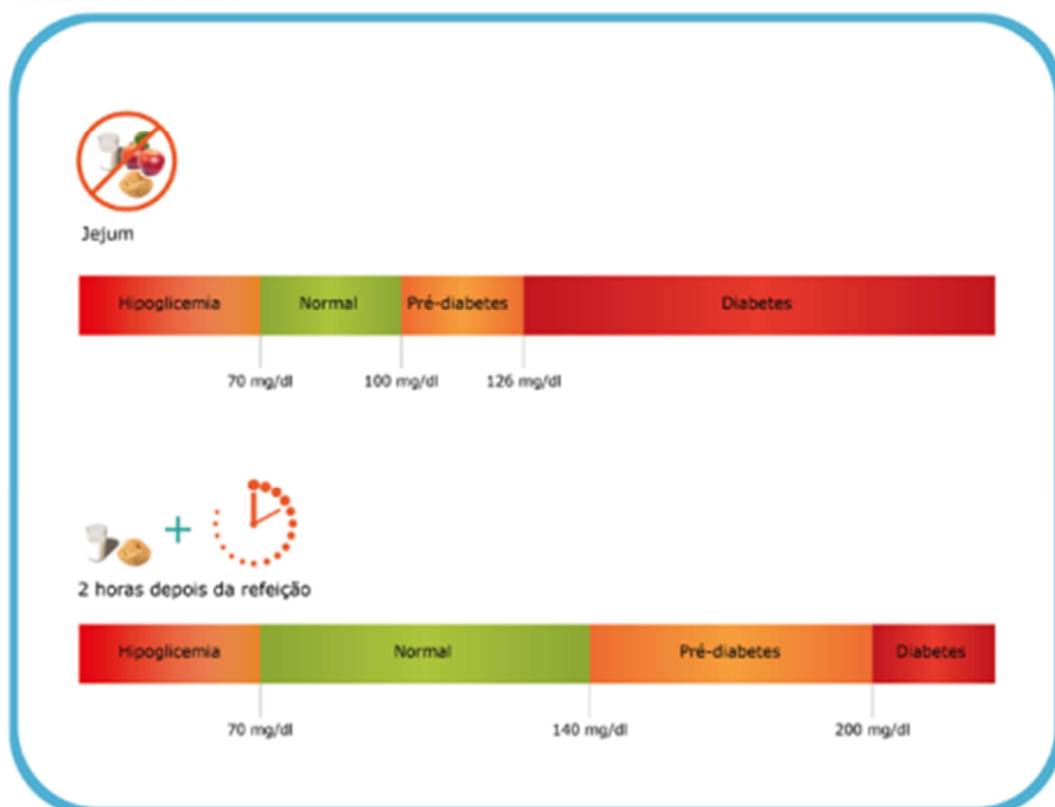 Jejum
Hipoglicemia Normal Pré-diabetes Diabetes
70 mg/dl 100 mg/dl 126 mg/dl
2 horas depois da refeição
Hipoglicemia Normal Pré-diabetes Diabetes
70 mg/dl 140 mg/dl 200 mg/dl